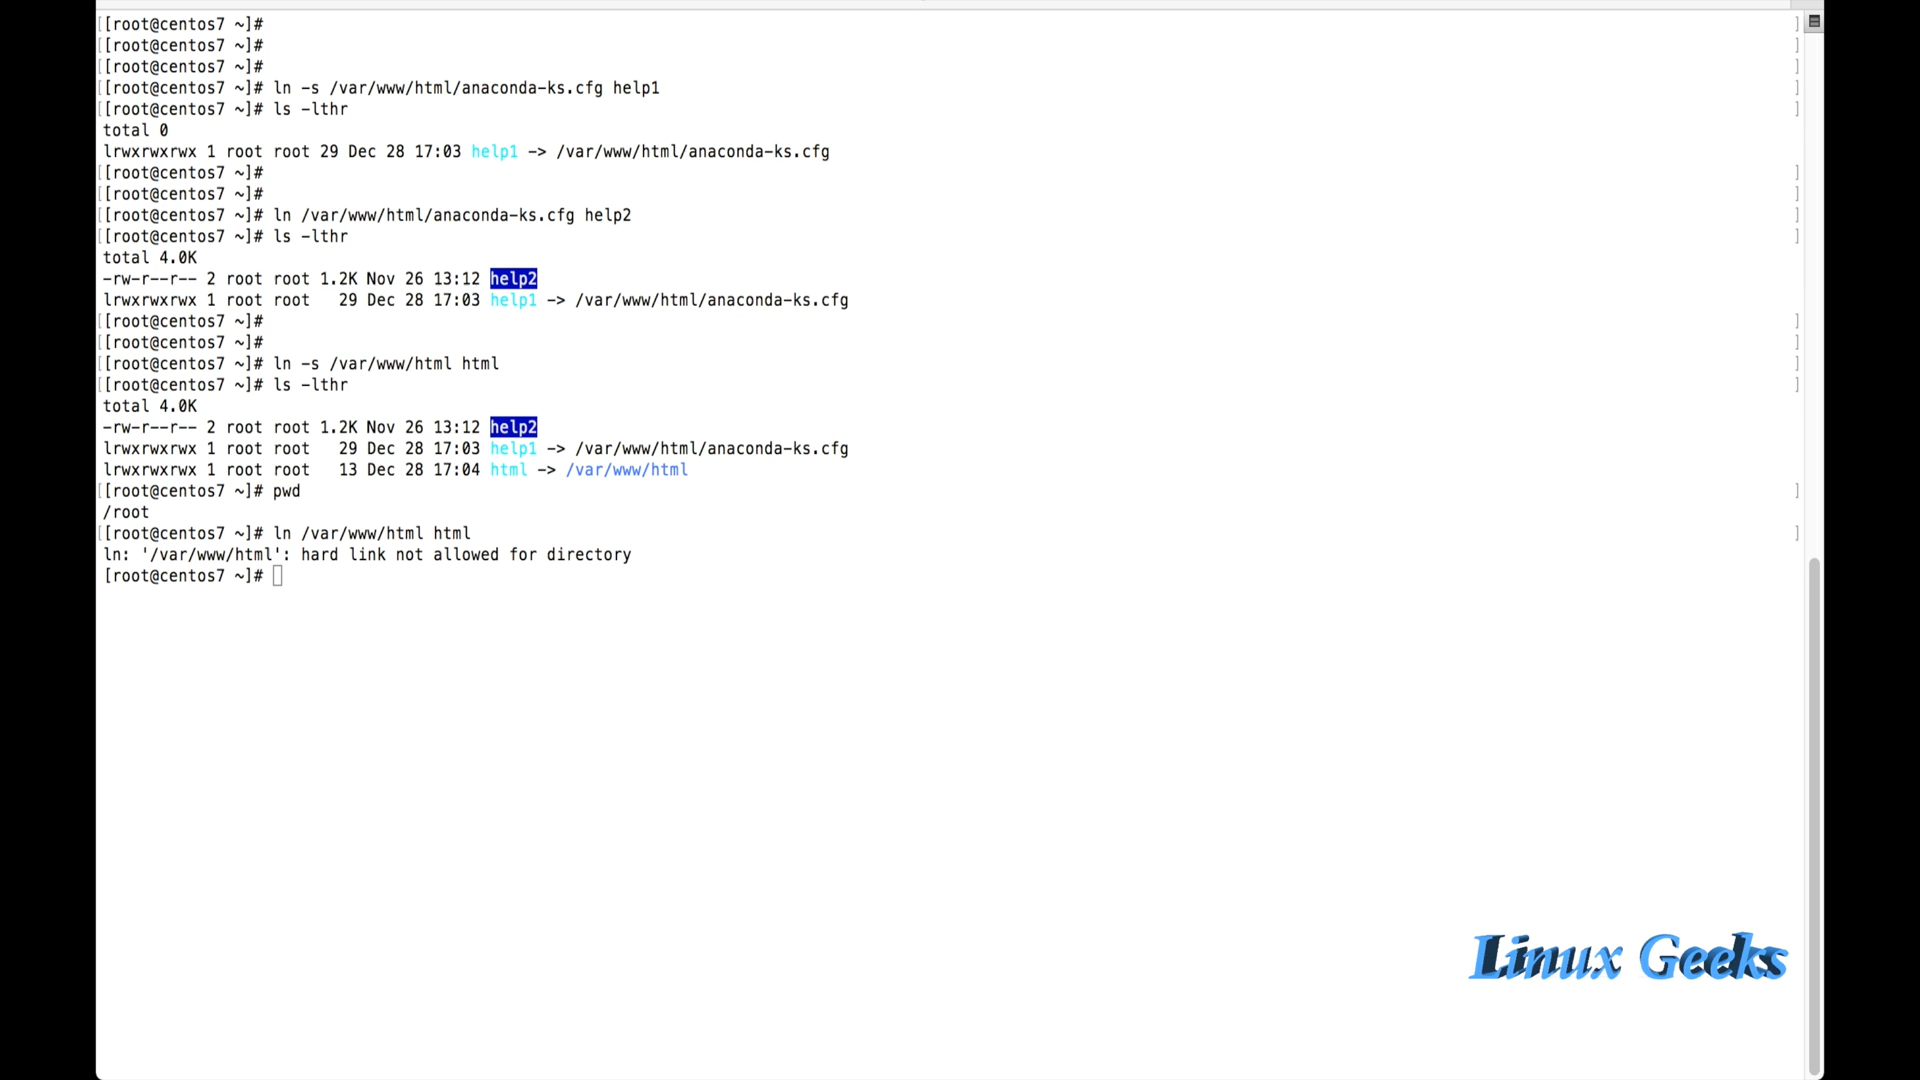 [[root@centos7 ~]# ]
[[root@centos7 ~]# ]
[[root@centos7 ~]# ]
[[root@centos7 ~]# ln -s /var/www/html/anaconda-ks.cfg help1 ]
[[root@centos7 ~]# ls -lthr ]
total 0
lrwxrwxrwx 1 root root 29 Dec 28 17:03 help1 -> /var/www/html/anaconda-ks.cfg
[[root@centos7 ~]# ]
[[root@centos7 ~]# ]
[[root@centos7 ~]# ln /var/www/html/anaconda-ks.cfg help2 ]
[[root@centos7 ~]# ls -lthr ]
total 4.0K
-rw-r--r-- 2 root root 1.2K Nov 26 13:12 help2
lrwxrwxrwx 1 root root   29 Dec 28 17:03 help1 -> /var/www/html/anaconda-ks.cfg
[[root@centos7 ~]# ]
[[root@centos7 ~]# ]
[[root@centos7 ~]# ln -s /var/www/html html ]
[[root@centos7 ~]# ls -lthr ]
total 4.0K
-rw-r--r-- 2 root root 1.2K Nov 26 13:12 help2
lrwxrwxrwx 1 root root   29 Dec 28 17:03 help1 -> /var/www/html/anaconda-ks.cfg
lrwxrwxrwx 1 root root   13 Dec 28 17:04 html -> /var/www/html
[[root@centos7 ~]# pwd ]
/root
[[root@centos7 ~]# ln /var/www/html html ]
ln: '/var/www/html': hard link not allowed for directory
[root@centos7 ~]#
Linux Geeks